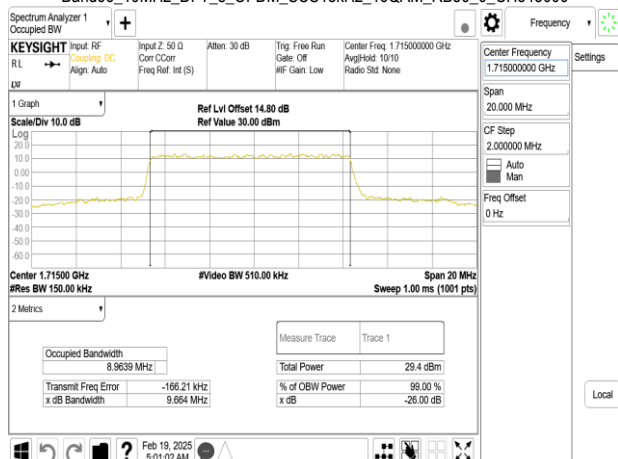 Spectrum Analyzer 1
Occupied BW
+
Frequency
KEYSIGHT
RL
Input: RF
Coupling: DC
Align: Auto
Input Z: 50 Ω
Corr CCorr
Freq Ref: Int (S)
Atten: 30 dB
Trig: Free Run
Gate: Off
#IF Gain: Low
Center Freq: 1.715000000 GHz
Avg|Hold: 10/10
Radio Std: None
LXI
1 Graph
Scale/Div 10.0 dB
Ref Lvl Offset 14.80 dB
Ref Value 30.00 dBm
Log
20.0
10.0
0.00
-10.0
-20.0
-30.0
-40.0
-50.0
-60.0
Center 1.71500 GHz
#Res BW 150.00 kHz
#Video BW 510.00 kHz
Span 20 MHz
Sweep 1.00 ms (1001 pts)
2 Metrics
Occupied Bandwidth
8.9639 MHz
Transmit Freq Error -166.21 kHz
x dB Bandwidth 9.664 MHz
Measure Trace Trace 1
Total Power 29.4 dBm
% of OBW Power 99.00 %
x dB -26.00 dB
Center Frequency
1.715000000 GHz
Settings
Span
20.000 MHz
CF Step
2.000000 MHz
Auto
Man
Freq Offset
0 Hz
Local
?
Feb 19, 2025
5:01:02 AM